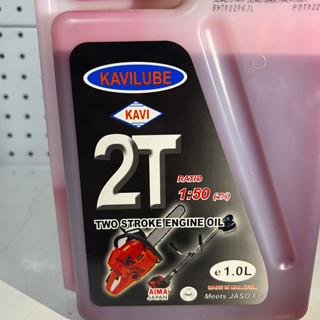 KAVILUBE
KAVI
2T
RATIO
1:50 (2%)
TWO STROKE ENGINE OIL
AIMA
JAPAN
e 1.0L
MADE IN
Meets JASO FC